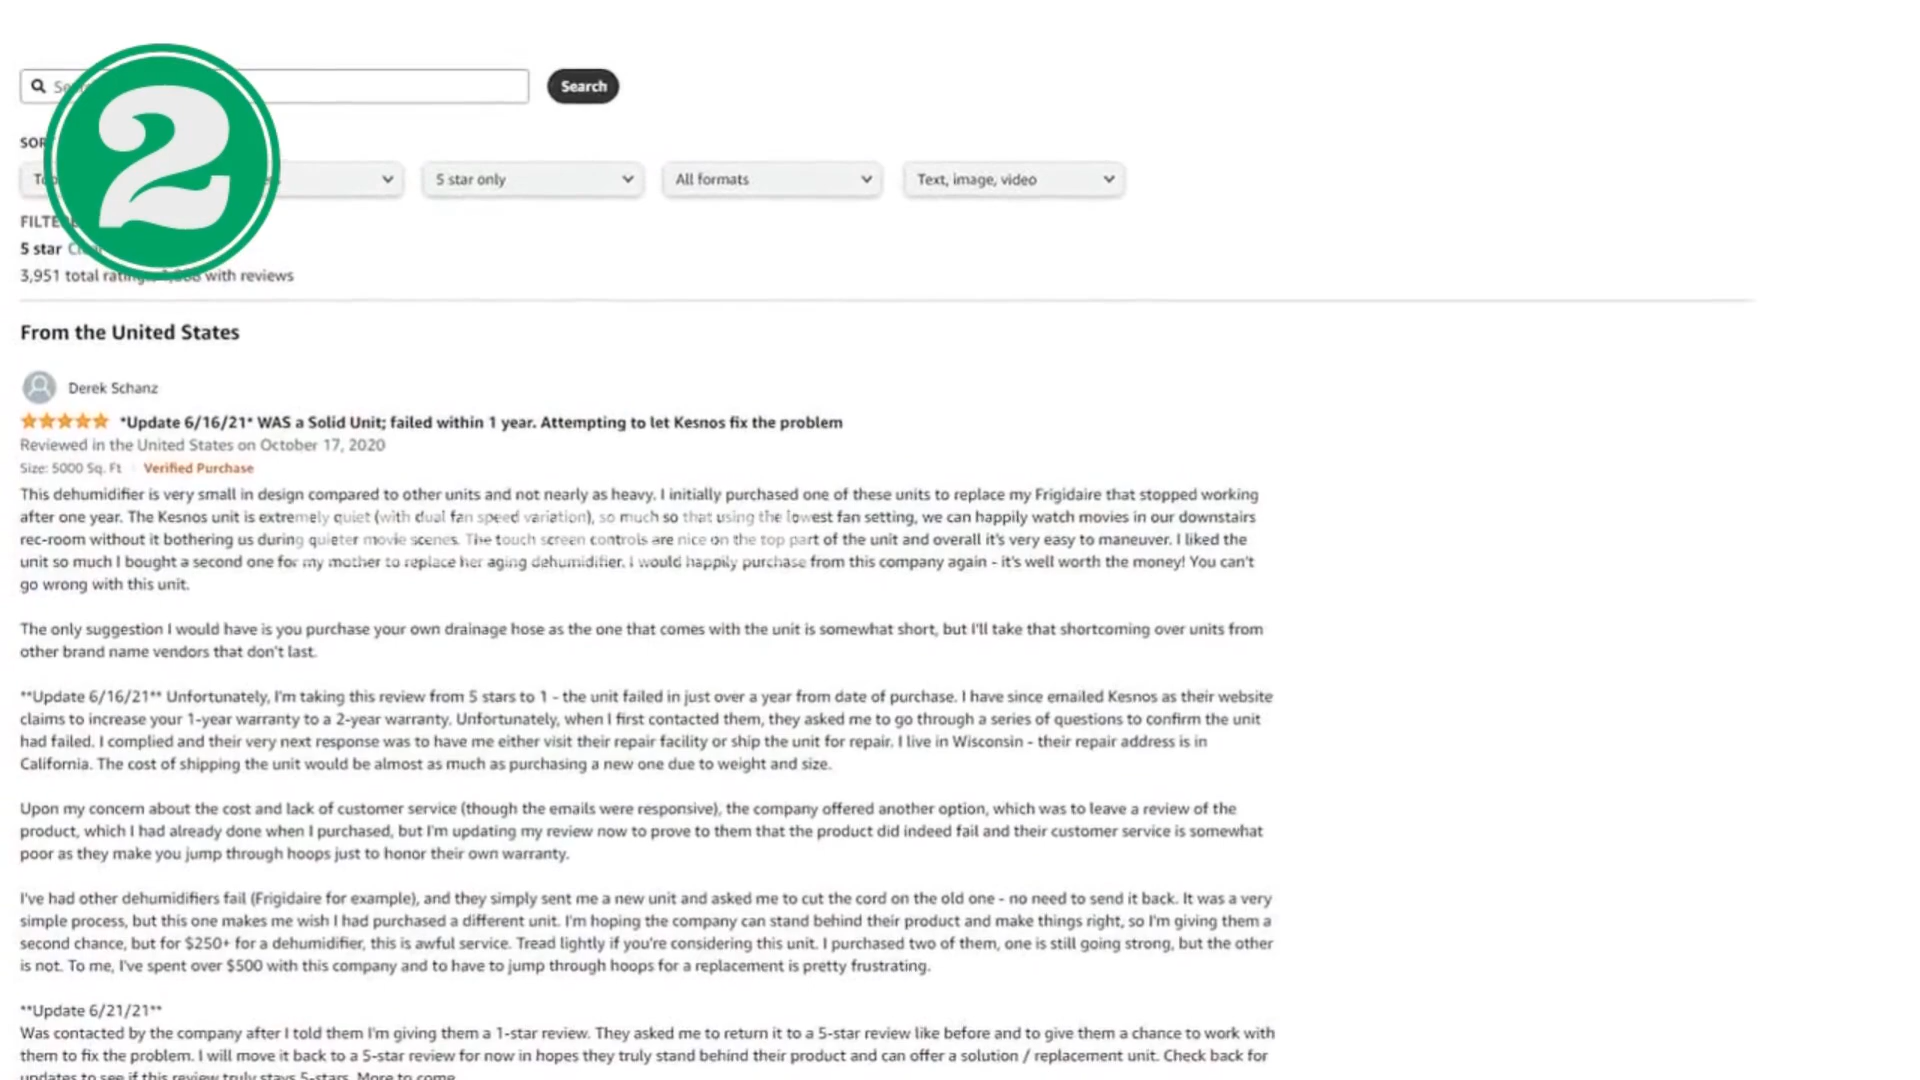 2
Search
SOR
5 star only
All formats
Text, image, video
FILTE
5 star
3,951 total with reviews
From the United States
Derek Schanz
*Update 6/16/21* WAS a Solid Unit; failed within 1 year. Attempting to let Kesnos fix the problem
Reviewed in the United States on October 17, 2020
Size: 5000 Sq. Ft Verified Purchase
This dehumidifier is very small in design compared to other units and not nearly as heavy. I initially purchased one of these units to replace my Frigidaire that stopped working
after one year. The Kesnos unit is extremely quiet (with dual fan speed variation), so much so that using the lowest fan setting, we can happily watch movies in our downstairs
rec-room without it bothering us during quieter movie scenes. The touch screen controls are nice on the top part of the unit and overall it's very easy to maneuver. I liked the
unit so much I bought a second one for my mother to replace her aging dehumidifier. I would happily purchase from this company again - it's well worth the money! You can't
go wrong with this unit.
The only suggestion I would have is you purchase your own drainage hose as the one that comes with the unit is somewhat short, but I'll take that shortcoming over units from
other brand name vendors that don't last.
**Update 6/16/21** Unfortunately, I'm taking this review from 5 stars to 1 - the unit failed in just over a year from date of purchase. I have since emailed Kesnos as their website
claims to increase your 1-year warranty to a 2-year warranty. Unfortunately, when I first contacted them, they asked me to go through a series of questions to confirm the unit
had failed. I complied and their very next response was to have me either visit their repair facility or ship the unit for repair. I live in Wisconsin - their repair address is in
California. The cost of shipping the unit would be almost as much as purchasing a new one due to weight and size.
Upon my concern about the cost and lack of customer service (though the emails were responsive), the company offered another option, which was to leave a review of the
product, which I had already done when I purchased, but I'm updating my review now to prove to them that the product did indeed fail and their customer service is somewhat
poor as they make you jump through hoops just to honor their own warranty.
I've had other dehumidifiers fail (Frigidaire for example), and they simply sent me a new unit and asked me to cut the cord on the old one - no need to send it back. It was a very
simple process, but this one makes me wish I had purchased a different unit. I'm hoping the company can stand behind their product and make things right, so I'm giving them a
second chance, but for $250+ for a dehumidifier, this is awful service. Tread lightly if you're considering this unit. I purchased two of them, one is still going strong, but the other
is not. To me, I've spent over $500 with this company and to have to jump through hoops for a replacement is pretty frustrating.
**Update 6/21/21**
Was contacted by the company after I told them I'm giving them a 1-star review. They asked me to return it to a 5-star review like before and to give them a chance to work with
them to fix the problem. I will move it back to a 5-star review for now in hopes they truly stand behind their product and can offer a solution / replacement unit. Check back for
updates to see if this review truly stays 5-stars. More to come